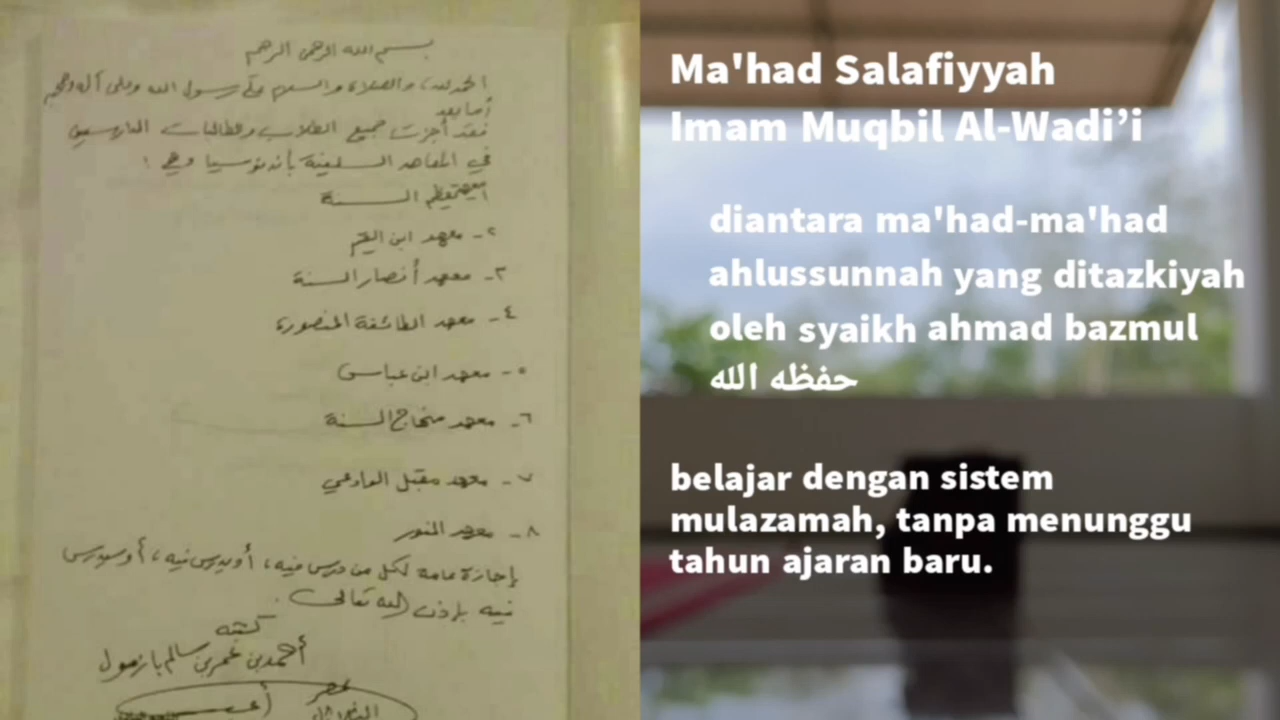 بسم الله الرحمن الرحيم
الحمد لله، والصلاة والسلام على رسول الله وعلى آله وصحبه
أما بعد
فقد أجزت جميع الطلاب والطالبات الدارسين
في المعاهد السلفية بأندونوسيا وهي :
السنة
٢- معهد ابن القيم
٣- معهد أنصار السنة
٤- معهد الطائفة المنصورة
٥- معهد ابن عباس
٦- معهد منهاج السنة
٧- معهد مقبل الوادعي
٨- معهد المنور
إجازة عامة لكل من درس فيه، أو يدرس فيه، أو سيدرس
فيه بإذن الله تعالى.
كتبه
أحمد بن عمر بن سالم بازمول
Ma'had Salafiyyah
Imam Muqbil Al-Wadi’i
diantara ma'had-ma'had
ahlussunnah yang ditazkiyah
oleh syaikh ahmad bazmul
حفظه الله
belajar dengan sistem
mulazamah, tanpa menunggu
tahun ajaran baru.